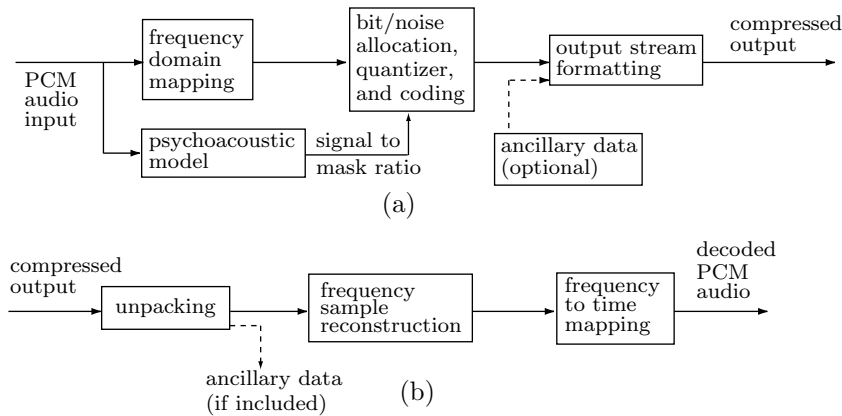 PCM
audio
input
frequency
domain
mapping
psychoacoustic
model
signal to
mask ratio
bit/noise
allocation,
quantizer,
and coding
output stream
formatting
compressed
output
ancillary data
(optional)
(a)
compressed
output
unpacking
ancillary data
(if included)
frequency
sample
reconstruction
frequency
to time
mapping
decoded
PCM
audio
(b)